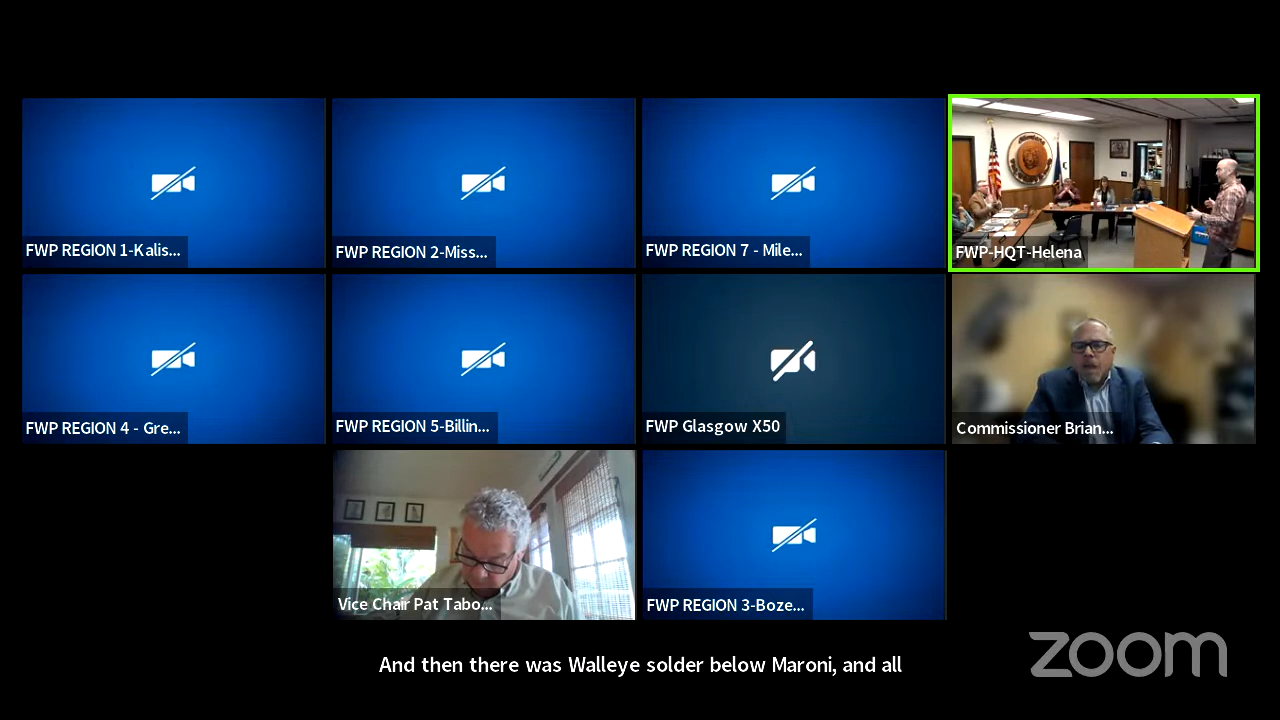 FWP REGION 1-Kalis...
FWP REGION 2-Miss...
FWP REGION 7 - Mile...
FWP-HQT-Helena
FWP REGION 4 - Gre...
FWP REGION 5-Billin...
FWP Glasgow X50
Commissioner Brian...
Vice Chair Pat Tabo...
FWP REGION 3-Boze...
And then there was Walleye solder below Maroni, and all
zoom